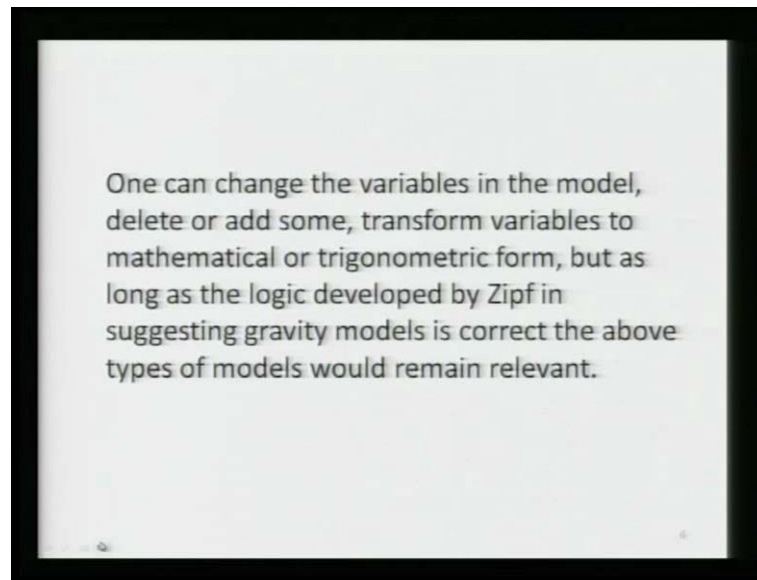 One can change the variables in the model,
delete or add some, transform variables to
mathematical or trigonometric form, but as
long as the logic developed by Zipf in
suggesting gravity models is correct the above
types of models would remain relevant.